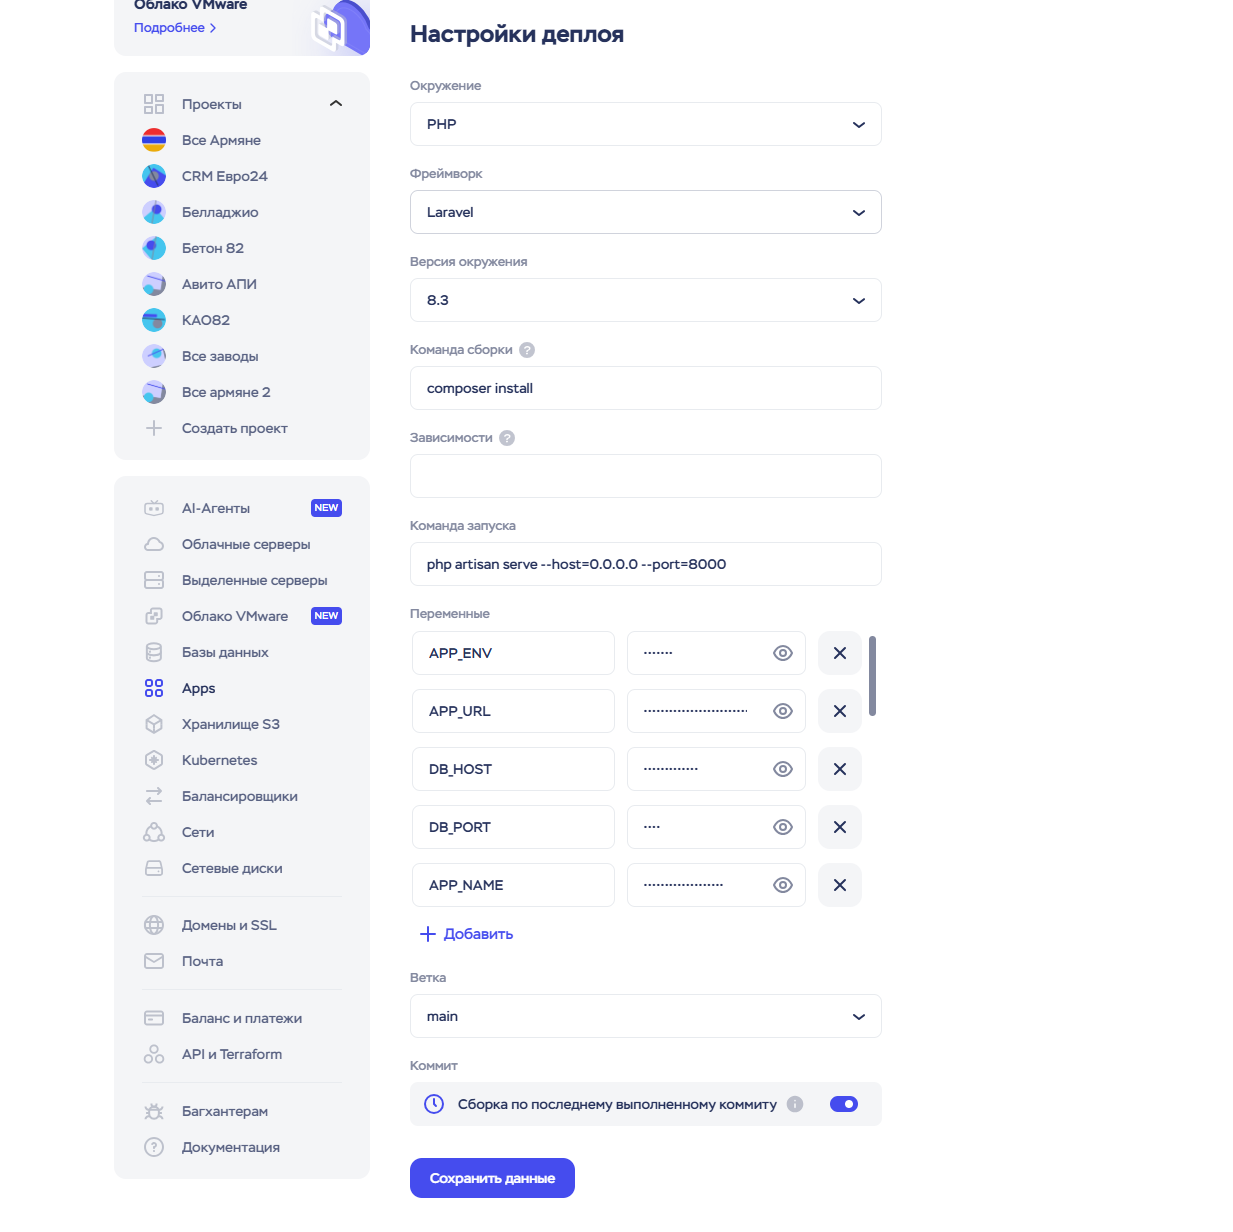 Облако VMware
Подробнее
Проекты
Все Армяне
CRM Евро24
Белладжио
Бетон 82
Авито АПИ
КАО82
Все заводы
Все армяне 2
Создать проект
AI-Агенты NEW
Облачные серверы
Выделенные серверы
Облако VMware NEW
Базы данных
Apps
Хранилище S3
Kubernetes
Балансировщики
Сети
Сетевые диски
Домены и SSL
Почта
Баланс и платежи
API и Terraform
Багхантерам
Документация
Настройки деплоя
Окружение
PHP
Фреймворк
Laravel
Версия окружения
8.3
Команда сборки
composer install
Зависимости
Команда запуска
php artisan serve --host=0.0.0.0 --port=8000
Переменные
APP_ENV
APP_URL
DB_HOST
DB_PORT
APP_NAME
Добавить
Ветка
main
Коммит
Сборка по последнему выполненному коммиту
Сохранить данные